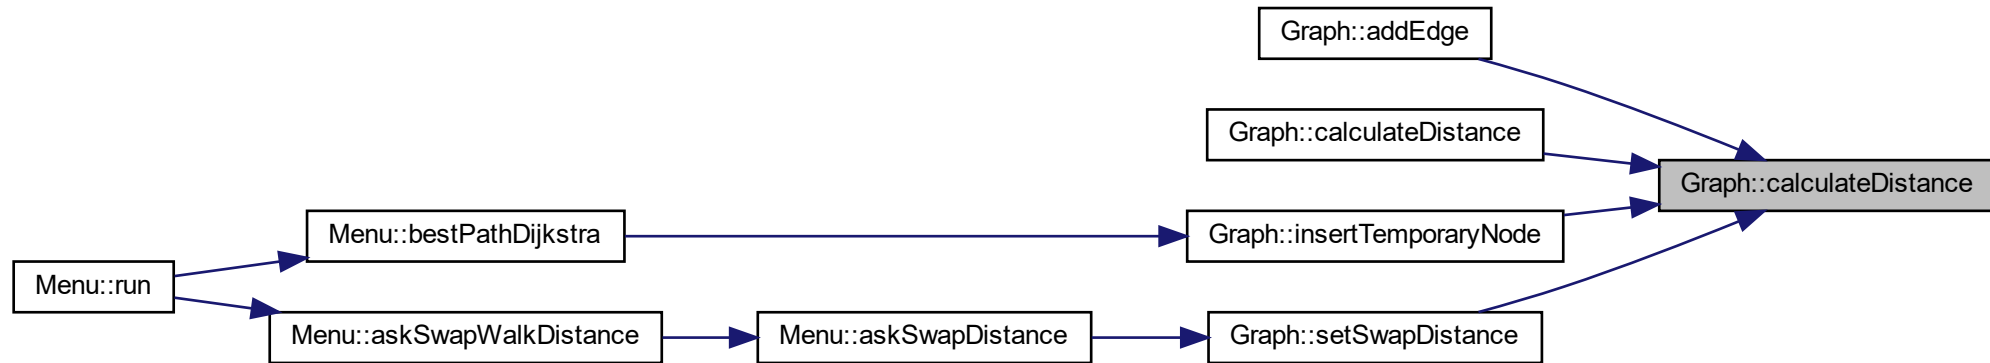 Graph::addEdge
Graph::calculateDistance
Graph::calculateDistance
Menu::bestPathDijkstra
Graph::insertTemporaryNode
Menu::run
Menu::askSwapWalkDistance
Menu::askSwapDistance
Graph::setSwapDistance